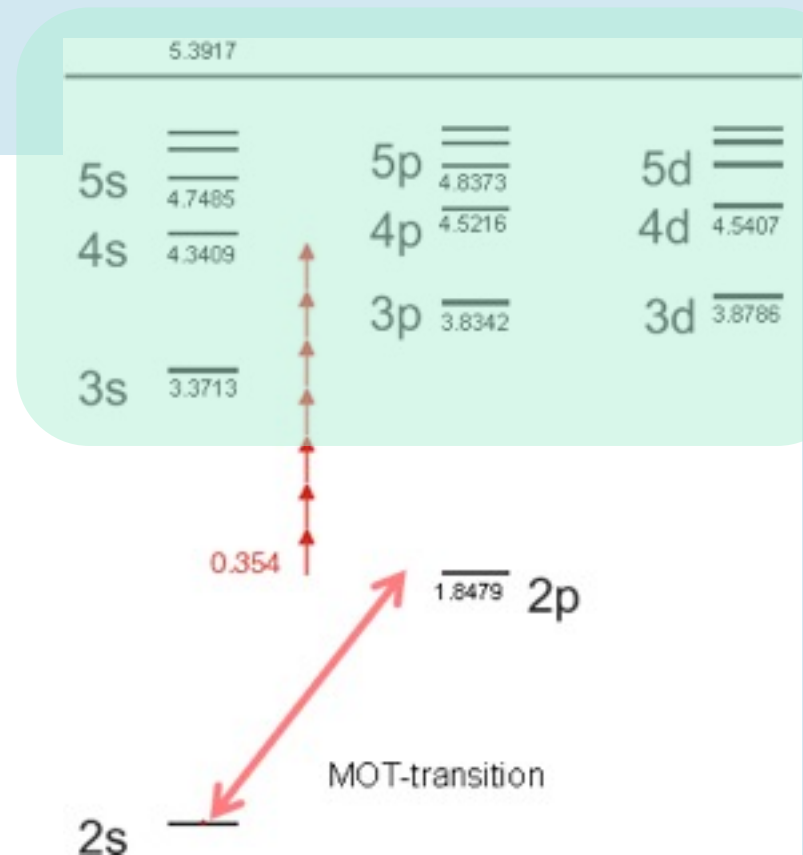 5.3917
5s 4.7485
5p 4.8373
5d
4s 4.3409
4p 4.5216
4d 4.5407
3p 3.8342
3d 3.8786
3s 3.3713
0.354
1.8479 2p
MOT-transition
2s